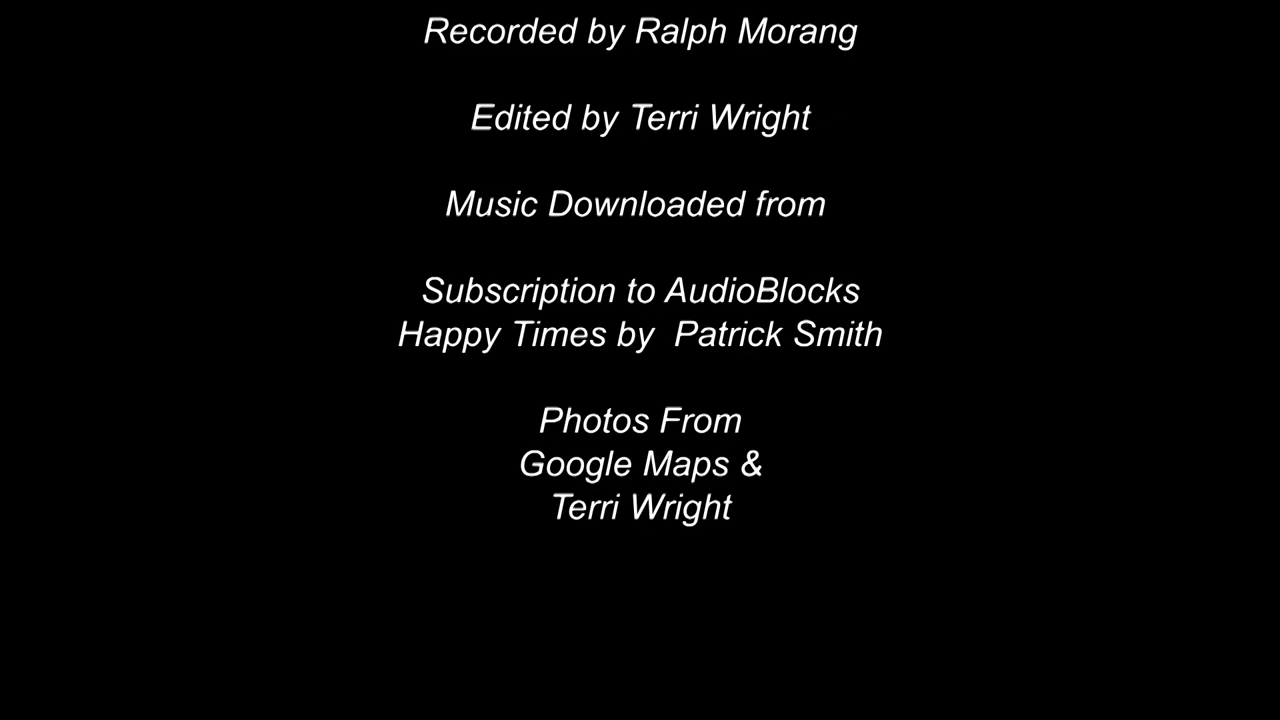 Recorded by Ralph Morang
Edited by Terri Wright
Music Downloaded from
Subscription to AudioBlocks
Happy Times by  Patrick Smith
Photos From
Google Maps &
Terri Wright